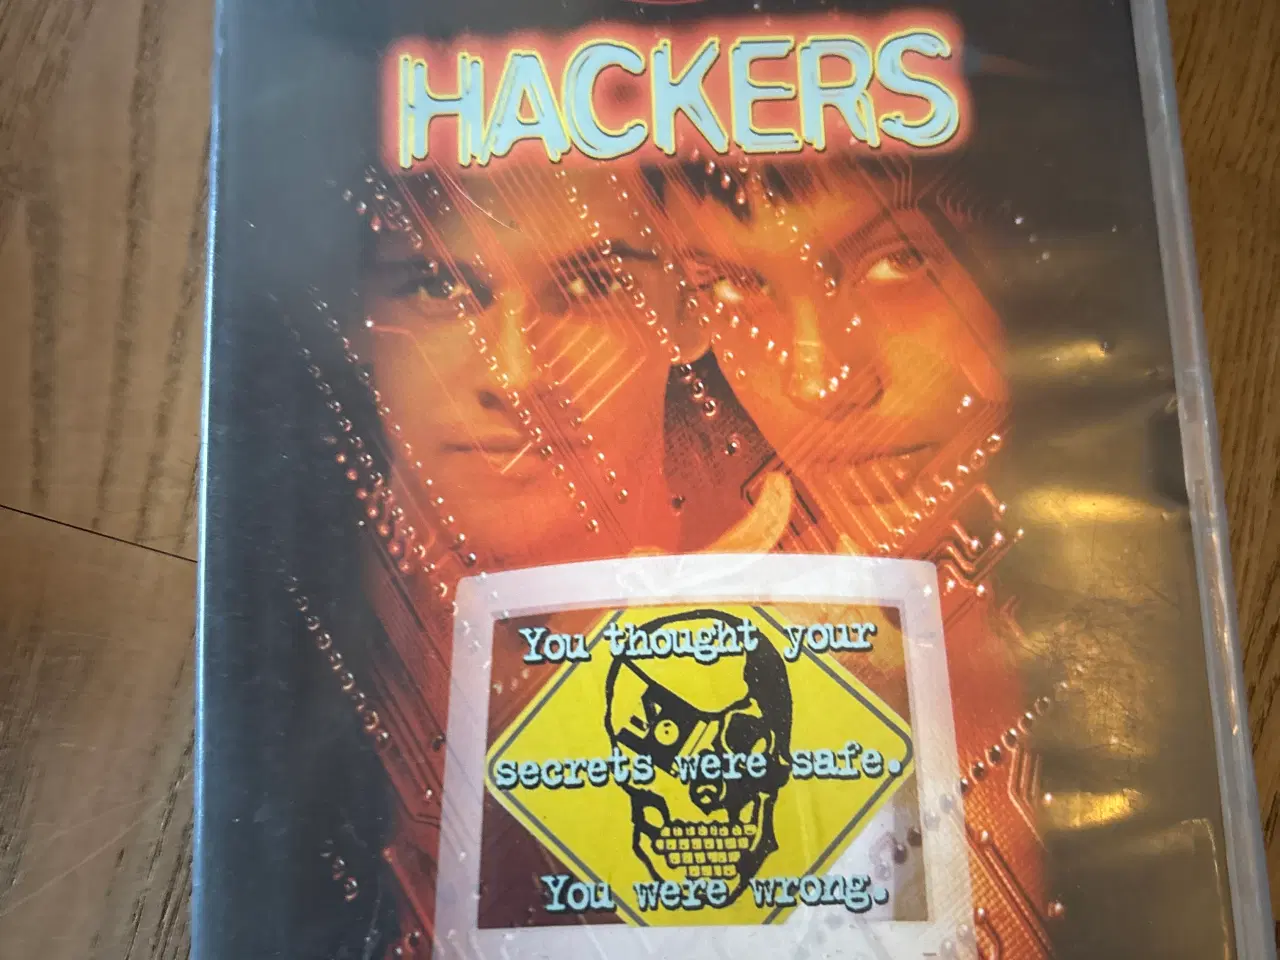 HACKERS
You thought your
secrets were safe.
You were wrong.